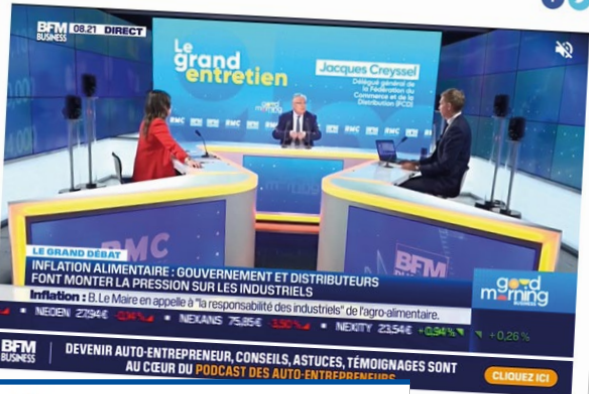 BFM BUSINESS 08.21 DIRECT
Le grand entretien
Jacques Creyssel
Délégué général de
la Fédération du
Commerce et de la
Distribution (FCD)
RMC
BFM
LE GRAND DÉBAT
INFLATION ALIMENTAIRE : GOUVERNEMENT ET DISTRIBUTEURS
FONT MONTER LA PRESSION SUR LES INDUSTRIELS
good morning BUSINESS
Inflation : B. Le Maire en appelle à "la responsabilité des industriels" de l'agro-alimentaire.
NEOEN 27,94€ -0,14% NEXANS 75,85€ -3,50% NEXITY 23,54€ +0,94% +0,26%
BFM BUSINESS
DEVENIR AUTO-ENTREPRENEUR, CONSEILS, ASTUCES, TÉMOIGNAGES SONT
AU CŒUR DU PODCAST DES AUTO-ENTREPRENEURS
CLIQUEZ ICI